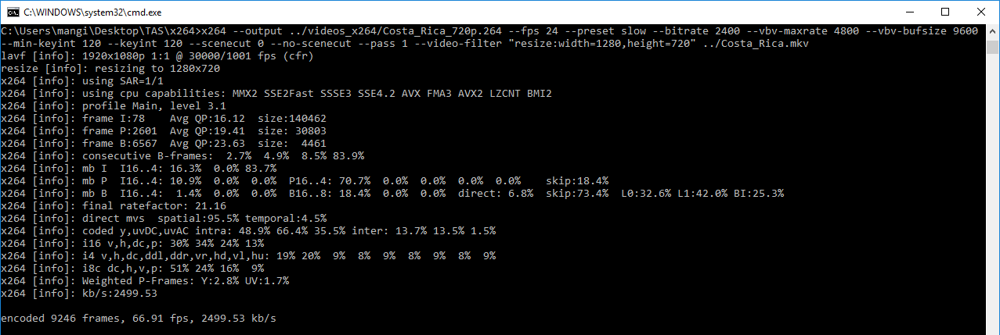 C:\WINDOWS\system32\cmd.exe
C:\Users\mangi\Desktop\TAS\x264>x264 --output ../videos_x264/Costa_Rica_720p.264 --fps 24 --preset slow --bitrate 2400 --vbv-maxrate 4800 --vbv-bufsize 9600
--min-keyint 120 --keyint 120 --scenecut 0 --no-scenecut --pass 1 --video-filter "resize:width=1280,height=720" ../Costa_Rica.mkv
lavf [info]: 1920x1080p 1:1 @ 30000/1001 fps (cfr)
resize [info]: resizing to 1280x720
x264 [info]: using SAR=1/1
x264 [info]: using cpu capabilities: MMX2 SSE2Fast SSSE3 SSE4.2 AVX FMA3 AVX2 LZCNT BMI2
x264 [info]: profile Main, level 3.1
x264 [info]: frame I:78    Avg QP:16.12  size:140462
x264 [info]: frame P:2601  Avg QP:19.41  size: 30803
x264 [info]: frame B:6567  Avg QP:23.63  size:  4461
x264 [info]: consecutive B-frames:  2.7%  4.9%  8.5% 83.9%
x264 [info]: mb I  I16..4: 16.3%  0.0% 83.7%
x264 [info]: mb P  I16..4: 10.9%  0.0%  0.0%  P16..4: 70.7%  0.0%  0.0%  0.0%  0.0%    skip:18.4%
x264 [info]: mb B  I16..4:  1.4%  0.0%  0.0%  B16..8: 18.4%  0.0%  0.0%  direct: 6.8%  skip:73.4%  L0:32.6% L1:42.0% BI:25.3%
x264 [info]: final ratefactor: 21.16
x264 [info]: direct mvs  spatial:95.5% temporal:4.5%
x264 [info]: coded y,uvDC,uvAC intra: 48.9% 66.4% 35.5% inter: 13.7% 13.5% 1.5%
x264 [info]: i16 v,h,dc,p: 30% 34% 24% 13%
x264 [info]: i4 v,h,dc,ddl,ddr,vr,hd,vl,hu: 19% 20%  9%  8%  9%  8%  9%  8%  9%
x264 [info]: i8c dc,h,v,p: 51% 24% 16%  9%
x264 [info]: Weighted P-Frames: Y:2.8% UV:1.7%
x264 [info]: kb/s:2499.53
encoded 9246 frames, 66.91 fps, 2499.53 kb/s